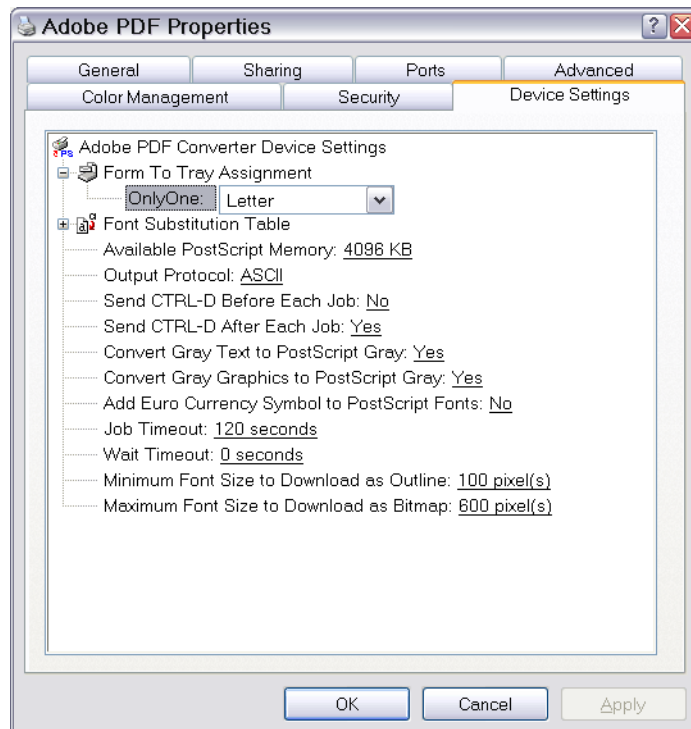 Adobe PDF Properties
General Sharing Ports Advanced
Color Management Security Device Settings
Adobe PDF Converter Device Settings
Form To Tray Assignment
OnlyOne: Letter
Font Substitution Table
Available PostScript Memory: 4096 KB
Output Protocol: ASCII
Send CTRL-D Before Each Job: No
Send CTRL-D After Each Job: Yes
Convert Gray Text to PostScript Gray: Yes
Convert Gray Graphics to PostScript Gray: Yes
Add Euro Currency Symbol to PostScript Fonts: No
Job Timeout: 120 seconds
Wait Timeout: 0 seconds
Minimum Font Size to Download as Outline: 100 pixel(s)
Maximum Font Size to Download as Bitmap: 600 pixel(s)
OK Cancel Apply